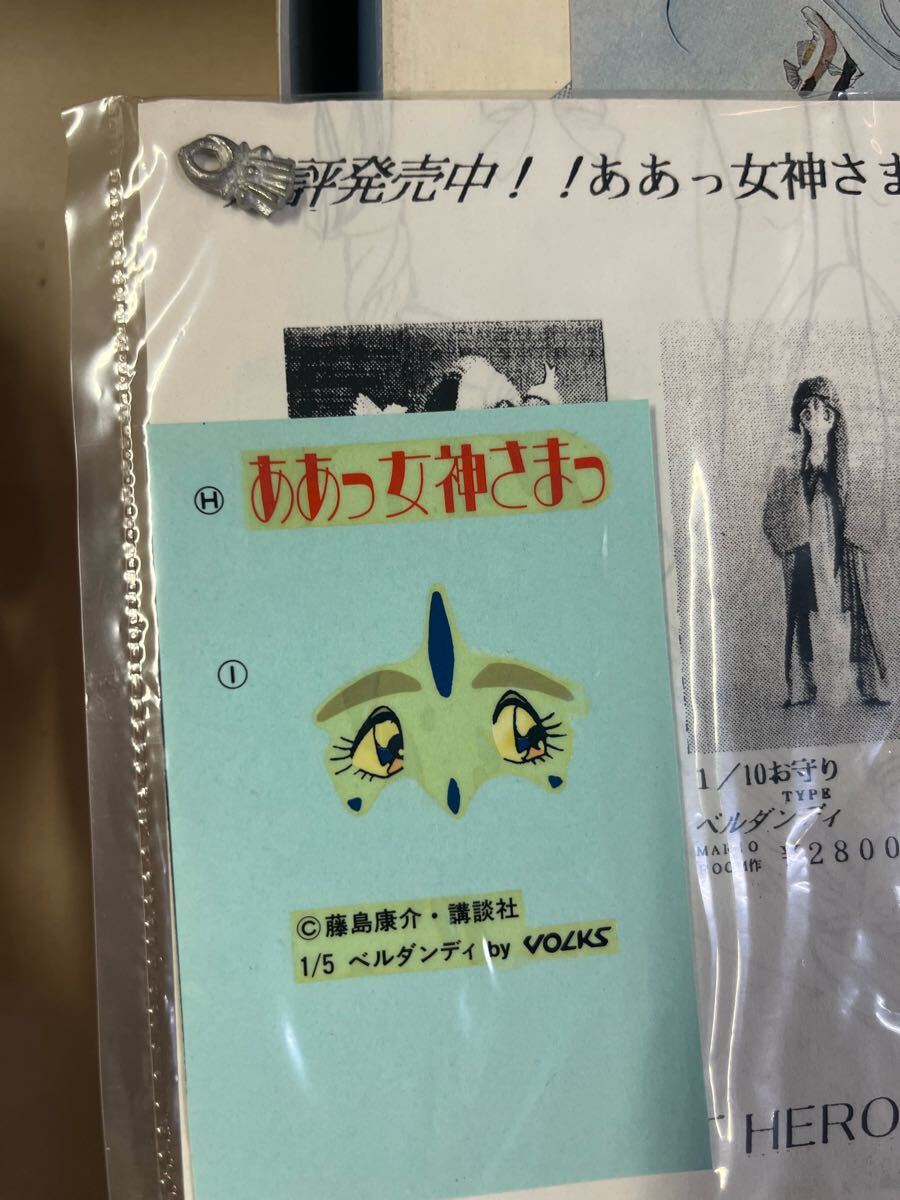 評発売中！！ああっ女神さま
Ⓗ ああっ女神さまっ
Ⓘ
1／10お守り
TYPE
ベルダンディ
¥2800
©藤島康介・講談社
1/5 ベルダンディ by VOLKS
HERO